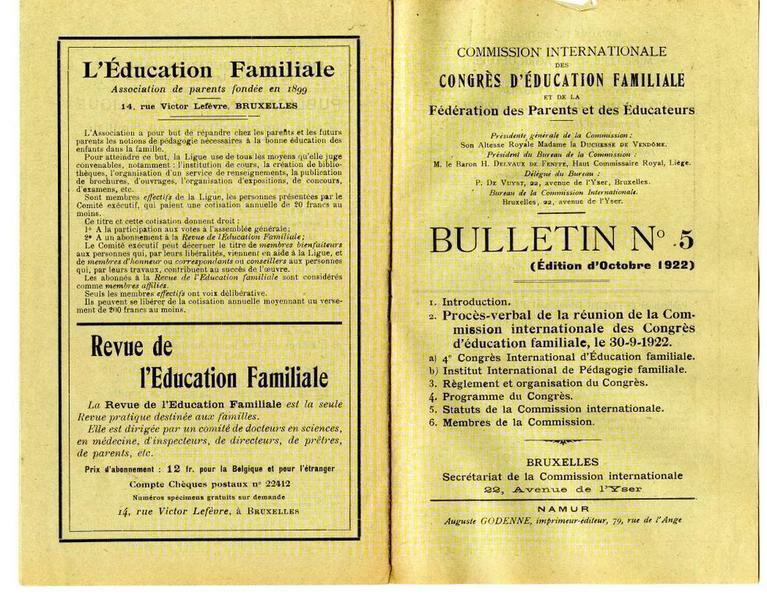 L'Éducation Familiale
Association de parents fondée en 1899
14, rue Victor Lefèvre, BRUXELLES
L'Association a pour but de répandre chez les parents et les futurs
parents les notions de pédagogie nécessaires à la bonne éducation des
enfants dans la famille.
Pour atteindre ce but, la Ligue use de tous les moyens qu'elle juge
convenables, notamment : l'institution de cours, la création de biblio-
thèques, l'organisation d'un service de renseignements, la publication
de brochures, d'ouvrages, l'organisation d'expositions, de concours,
d'examens, etc.
Sont membres effectifs de la Ligue, les personnes présentées par le
Comité exécutif, qui paient une cotisation annuelle de 20 francs au
moins.
Ce titre et cette cotisation donnent droit :
1° A la participation aux votes à l'assemblée générale;
2° A un abonnement à la Revue de l'Education Familiale;
Le Comité exécutif peut décerner le titre de membres bienfaiteurs
aux personnes qui, par leurs libéralités, viennent en aide à la Ligue, et
de membres d'honneur ou correspondants ou conseillers aux personnes
qui, par leurs travaux, contribuent au succès de l'œuvre.
Les abonnés à la Revue de l'Education familiale sont considérés
comme membres affiliés.
Seuls les membres effectifs ont voix délibérative.
Ils peuvent se libérer de la cotisation annuelle moyennant un verse-
ment de 200 francs au moins.
Revue de
l'Education Familiale
La Revue de l'Education Familiale est la seule
Revue pratique destinée aux familles.
Elle est dirigée par un comité de docteurs en sciences,
en médecine, d'inspecteurs, de directeurs, de prêtres,
de parents, etc.
Prix d'abonnement : 12 fr. pour la Belgique et pour l'étranger
Compte Chèques postaux n° 22412
Numéros spécimens gratuits sur demande
14, rue Victor Lefèvre, à BRUXELLES
COMMISSION INTERNATIONALE
DES
CONGRÈS D'ÉDUCATION FAMILIALE
ET DE LA
Fédération des Parents et des Éducateurs
Présidente générale de la Commission :
Son Altesse Royale Madame la DUCHESSE DE VENDÔME.
Président du Bureau de la Commission :
M. le Baron H. DELVAUX DE FENFFE, Haut Commissaire Royal, Liége.
Délégué du Bureau :
P. DE VUYST, 22, avenue de l'Yser, Bruxelles.
Bureau de la Commission Internationale.
Bruxelles, 22, avenue de l'Yser.
BULLETIN N° 5
(Édition d'Octobre 1922)
1. Introduction.
2. Procès-verbal de la réunion de la Com-
mission internationale des Congrès
d'éducation familiale, le 30-9-1922.
a) 4e Congrès International d'Éducation familiale.
b) Institut International de Pédagogie familiale.
3. Règlement et organisation du Congrès.
4. Programme du Congrès.
5. Statuts de la Commission internationale.
6. Membres de la Commission.
BRUXELLES
Secrétariat de la Commission internationale
22, Avenue de l'Yser
NAMUR
Auguste GODENNE, imprimeur-éditeur, 79, rue de l'Ange